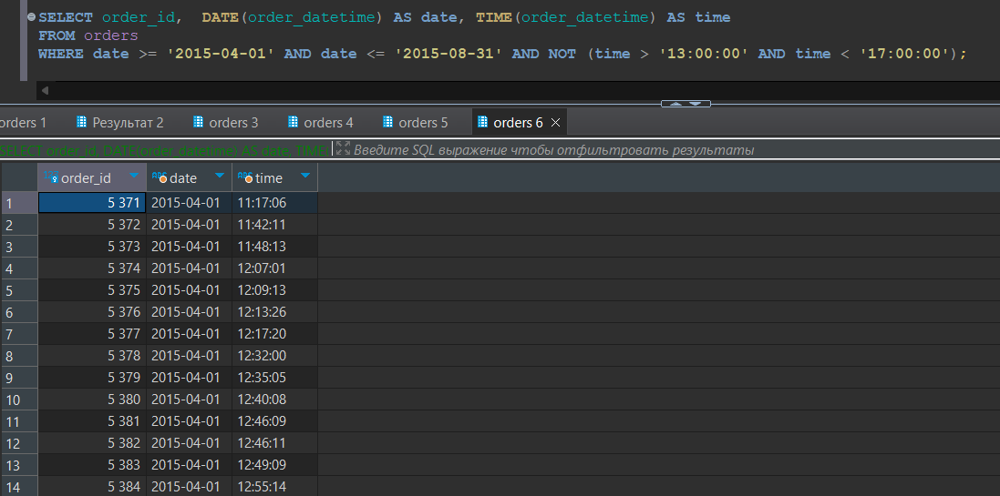 SELECT order_id,  DATE(order_datetime) AS date, TIME(order_datetime) AS time
FROM orders
WHERE date >= '2015-04-01' AND date <= '2015-08-31' AND NOT (time > '13:00:00' AND time < '17:00:00');
orders 1 Результат 2 orders 3 orders 4 orders 5 orders 6
SELECT order_id, DATE(order_datetime) AS date, TIME( Введите SQL выражение чтобы отфильтровать результаты
123 order_id ABC date ABC time
1 5 371 2015-04-01 11:17:06
2 5 372 2015-04-01 11:42:11
3 5 373 2015-04-01 11:48:13
4 5 374 2015-04-01 12:07:01
5 5 375 2015-04-01 12:09:13
6 5 376 2015-04-01 12:13:26
7 5 377 2015-04-01 12:17:20
8 5 378 2015-04-01 12:32:00
9 5 379 2015-04-01 12:35:05
10 5 380 2015-04-01 12:40:08
11 5 381 2015-04-01 12:46:09
12 5 382 2015-04-01 12:46:11
13 5 383 2015-04-01 12:49:09
14 5 384 2015-04-01 12:55:14